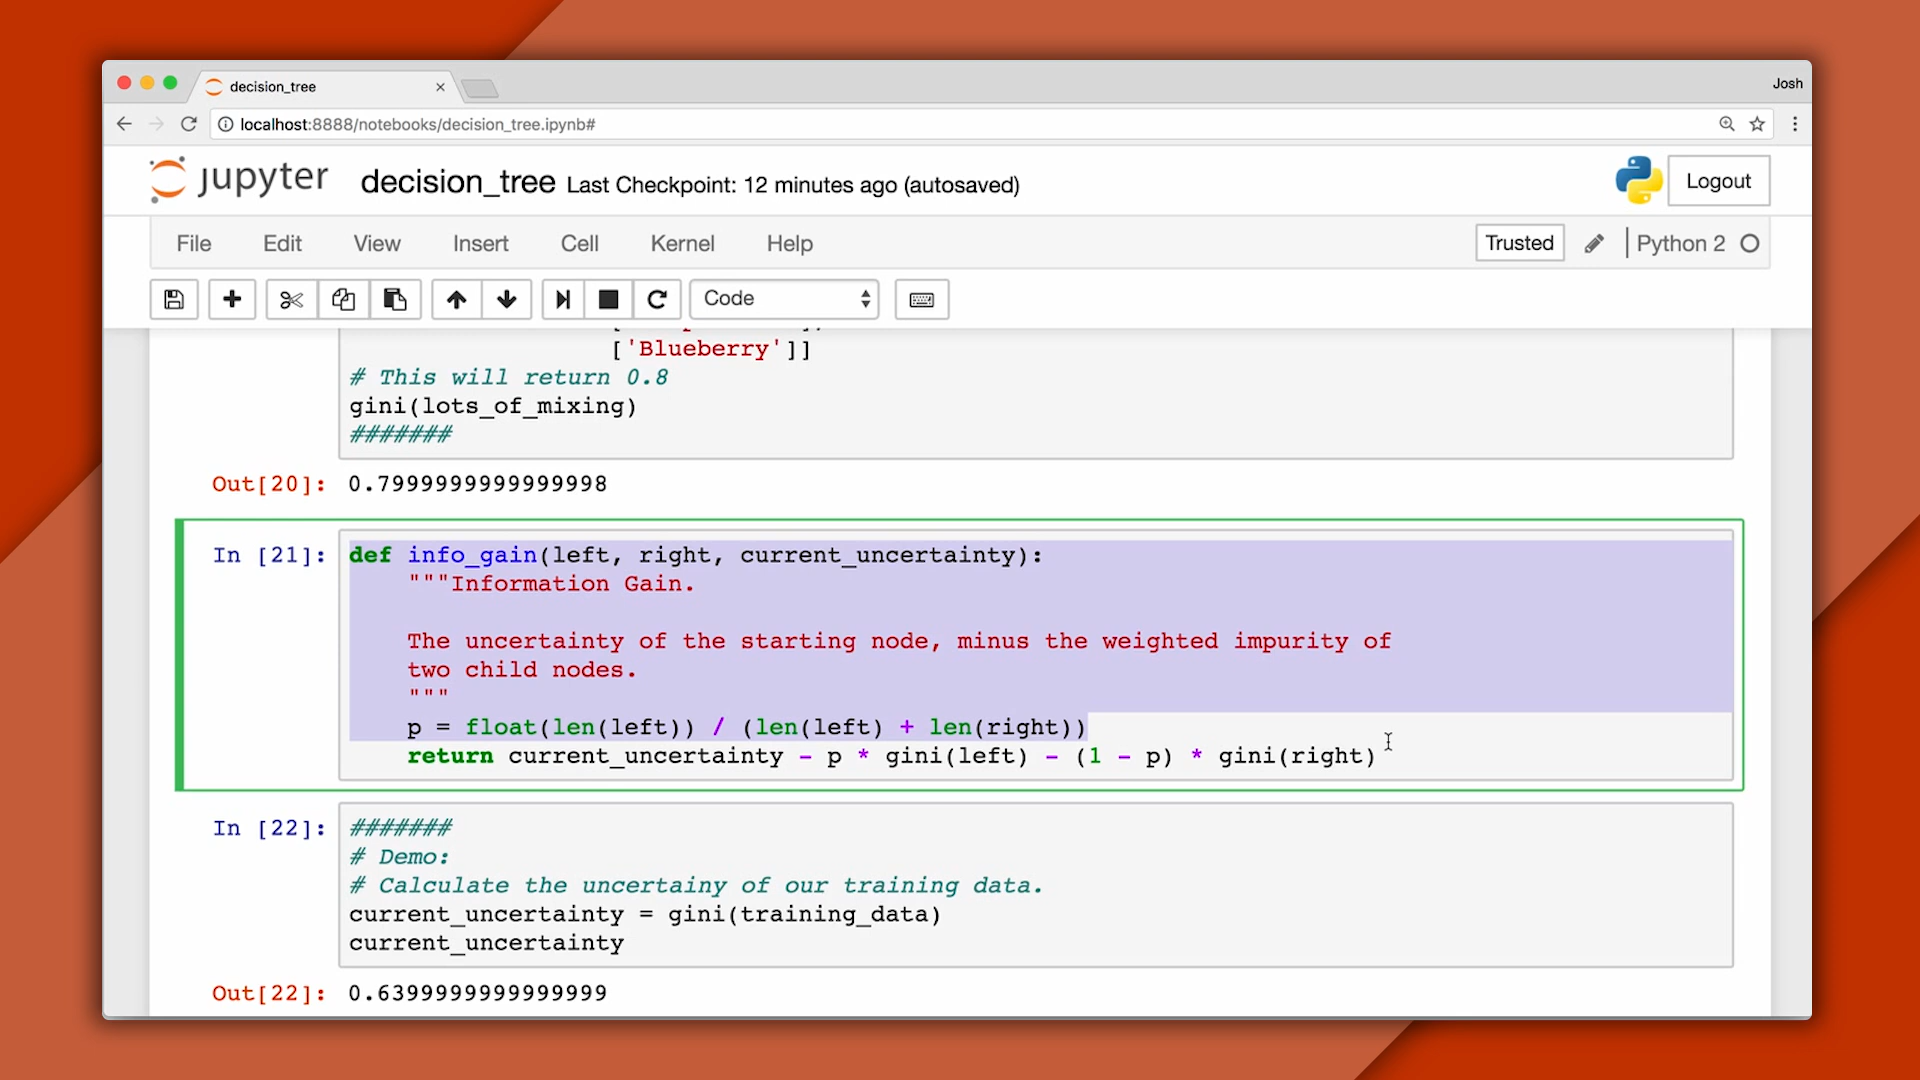 decision_tree
Josh
localhost:8888/notebooks/decision_tree.ipynb#
jupyter decision_tree Last Checkpoint: 12 minutes ago (autosaved)
Logout
File Edit View Insert Cell Kernel Help
Trusted
Python 2
Code
['Blueberry']]
# This will return 0.8
gini(lots_of_mixing)
#######
Out[20]: 0.7999999999999998
In [21]: def info_gain(left, right, current_uncertainty):
"""Information Gain.
The uncertainty of the starting node, minus the weighted impurity of
two child nodes.
"""
p = float(len(left)) / (len(left) + len(right))
return current_uncertainty - p * gini(left) - (1 - p) * gini(right)
In [22]: #######
# Demo:
# Calculate the uncertainy of our training data.
current_uncertainty = gini(training_data)
current_uncertainty
Out[22]: 0.6399999999999999